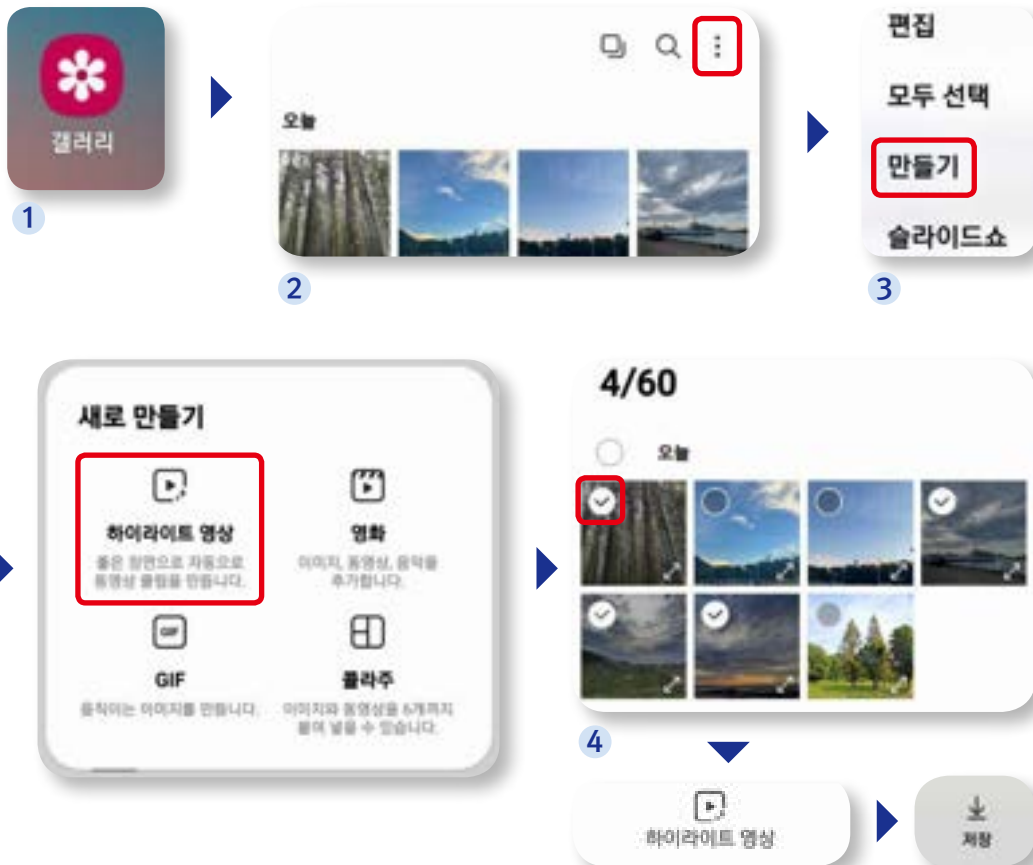 갤러리
1
오늘
2
편집
모두 선택
만들기
슬라이드쇼
3
새로 만들기
하이라이트 영상
좋은 장면으로 자동으로
동영상 클립을 만듭니다.
영화
이미지, 동영상, 음악을
추가합니다.
GIF
GIF
움직이는 이미지를 만듭니다.
콜라주
이미지와 동영상을 6개까지
붙여 넣을 수 있습니다.
4/60
오늘
4
하이라이트 영상
저장